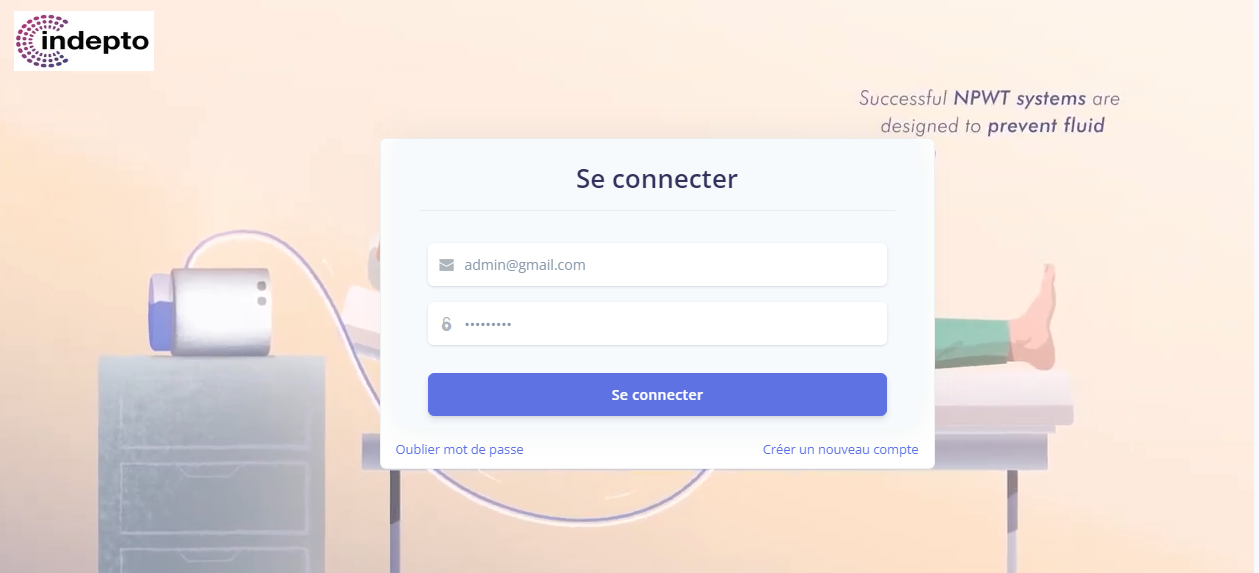 indepto
Successful NPWT systems are
designed to prevent fluid
Se connecter
admin@gmail.com
•••••••••
Se connecter
Oublier mot de passe
Créer un nouveau compte